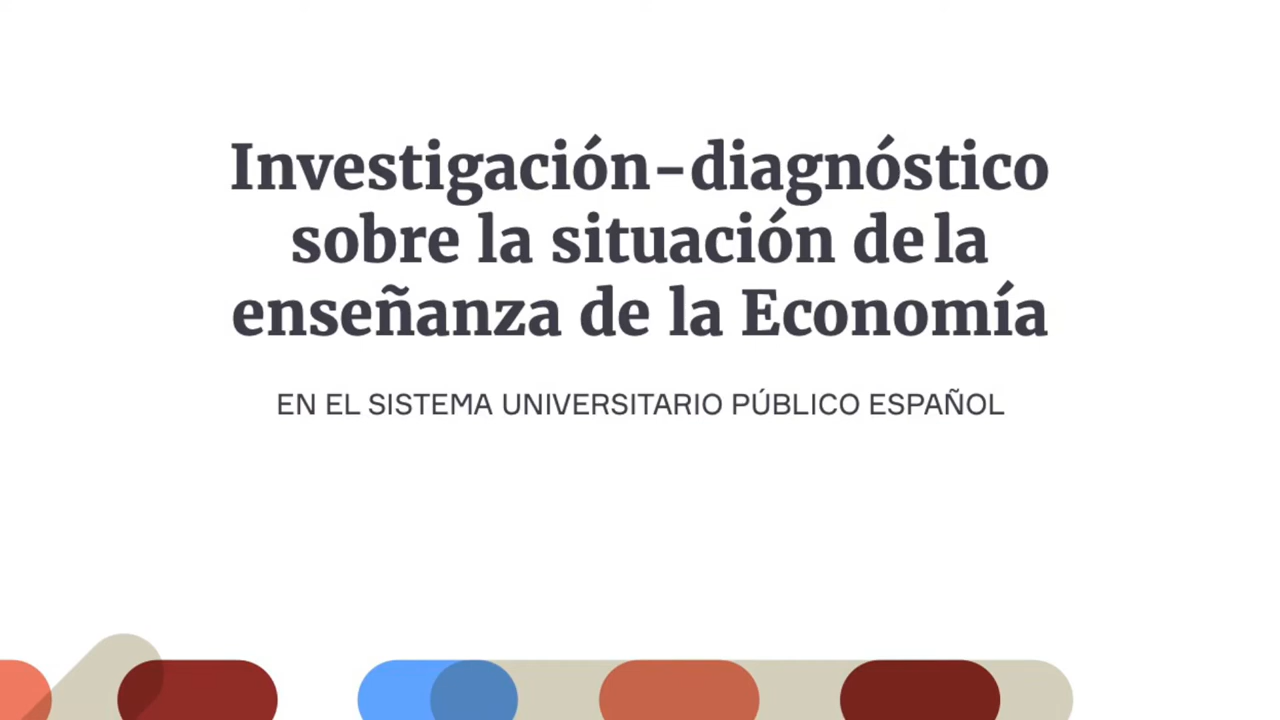 Investigación-diagnóstico
sobre la situación de la
enseñanza de la Economía
EN EL SISTEMA UNIVERSITARIO PÚBLICO ESPAÑOL